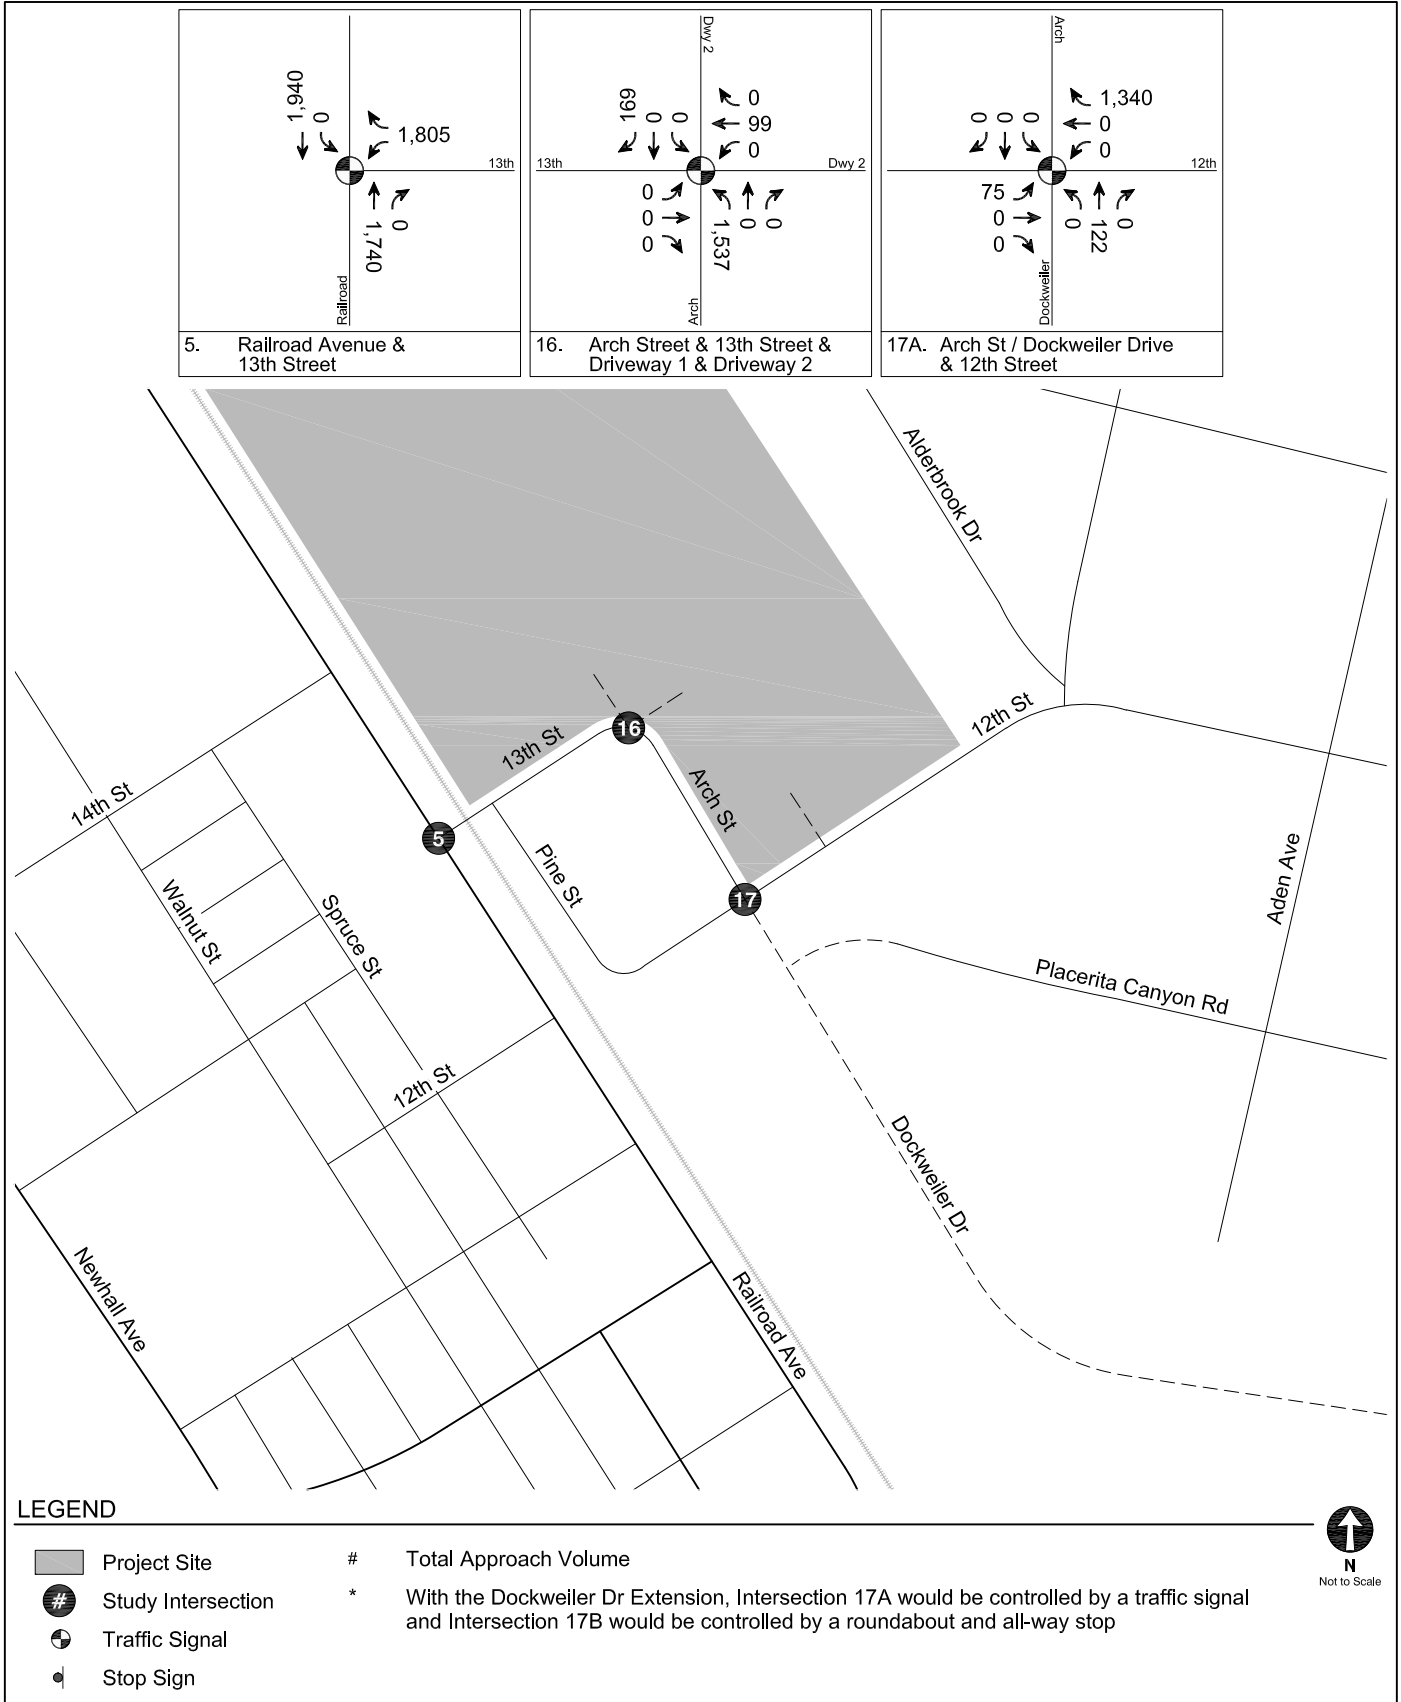 1,940
0
1,805
13th
1,740
0
Railroad
5. Railroad Avenue &
13th Street
Dwy 2
169
0
0
0
99
0
13th
Dwy 2
0
0
0
1,537
0
0
Arch
16. Arch Street & 13th Street &
Driveway 1 & Driveway 2
Arch
0
0
0
1,340
0
0
12th
75
0
0
0
122
0
Dockweiler
17A. Arch St / Dockweiler Drive
& 12th Street
Alderbrook Dr
12th St
16
13th St
Arch St
14th St
5
Pine St
17
Walnut St
Spruce St
Aden Ave
Placerita Canyon Rd
12th St
Dockweiler Dr
Newhall Ave
Railroad Ave
LEGEND
Project Site
# Study Intersection
Traffic Signal
Stop Sign
# Total Approach Volume
* With the Dockweiler Dr Extension, Intersection 17A would be controlled by a traffic signal
and Intersection 17B would be controlled by a roundabout and all-way stop
N
Not to Scale